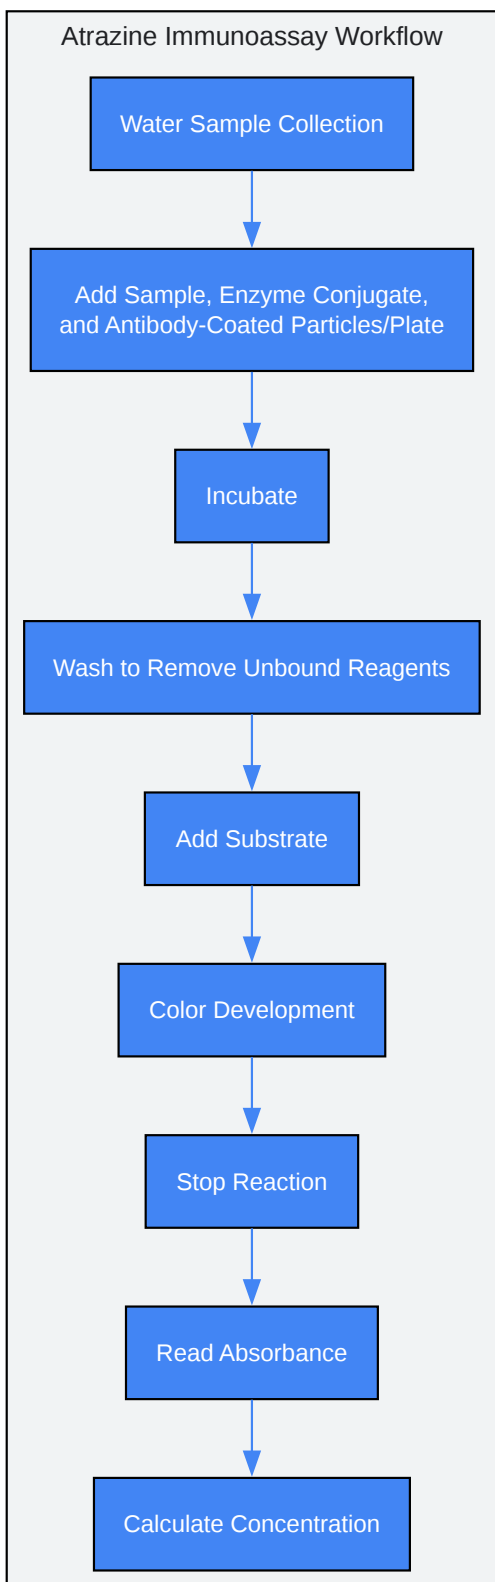 Atrazine Immunoassay Workflow
Water Sample Collection
Add Sample, Enzyme Conjugate,
and Antibody-Coated Particles/Plate
Incubate
Wash to Remove Unbound Reagents
Add Substrate
Color Development
Stop Reaction
Read Absorbance
Calculate Concentration